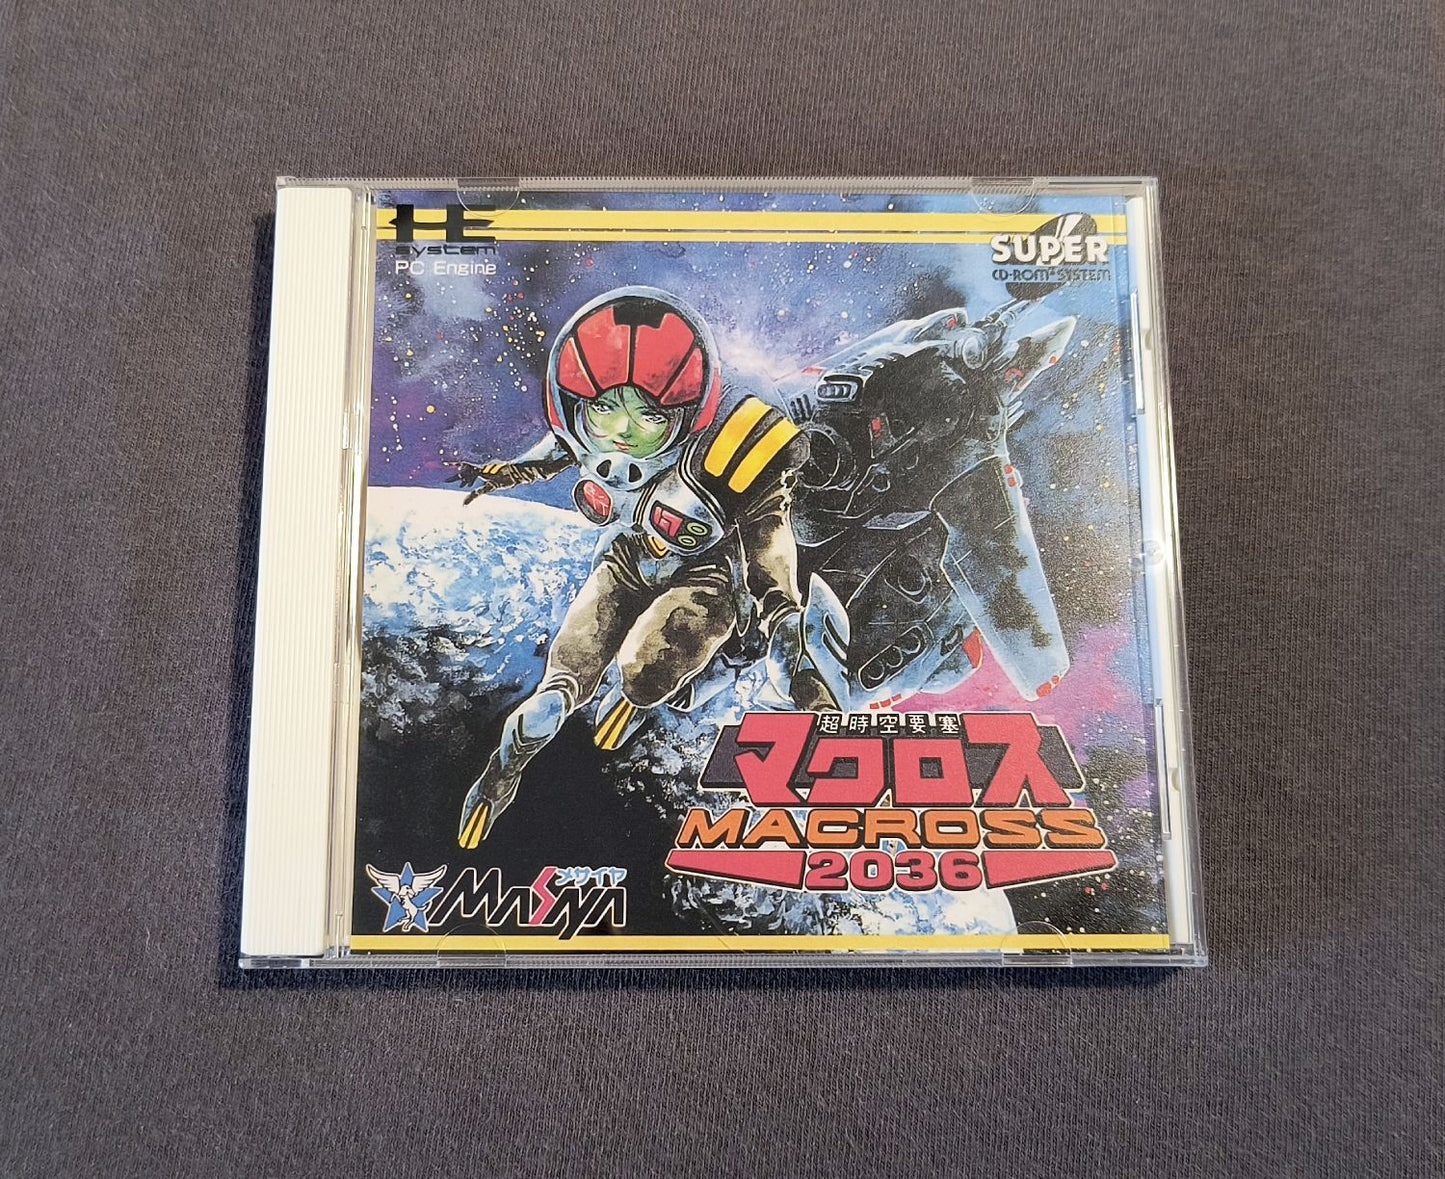 HE
system
PC Engine
SUPER
CD-ROM² SYSTEM
超時空要塞
マクロス
MACROSS
2036
メサイヤ
MASAYA